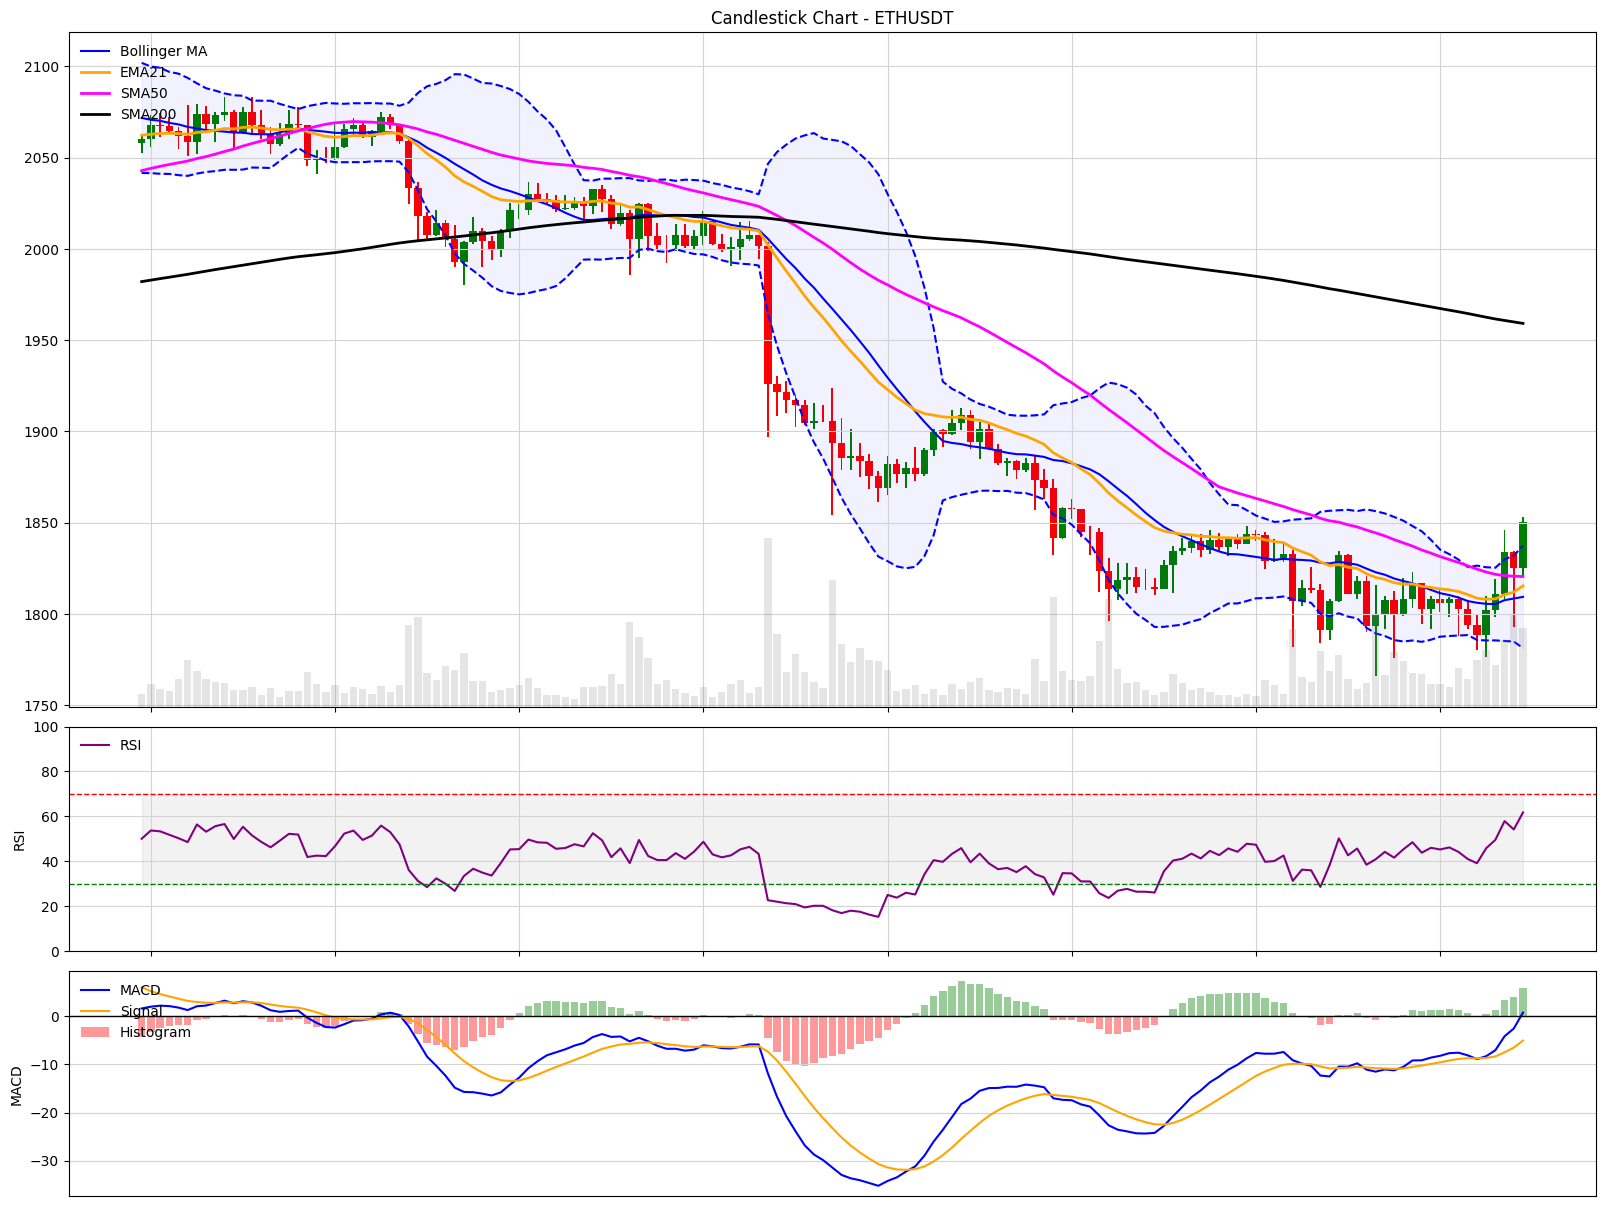 Candlestick Chart - ETHUSDT
Bollinger MA
EMA21
SMA50
SMA200
2100
2050
2000
1950
1900
1850
1800
1750
RSI
100
80
60
40
20
0
RSI
MACD
Signal
Histogram
0
−10
−20
−30
MACD